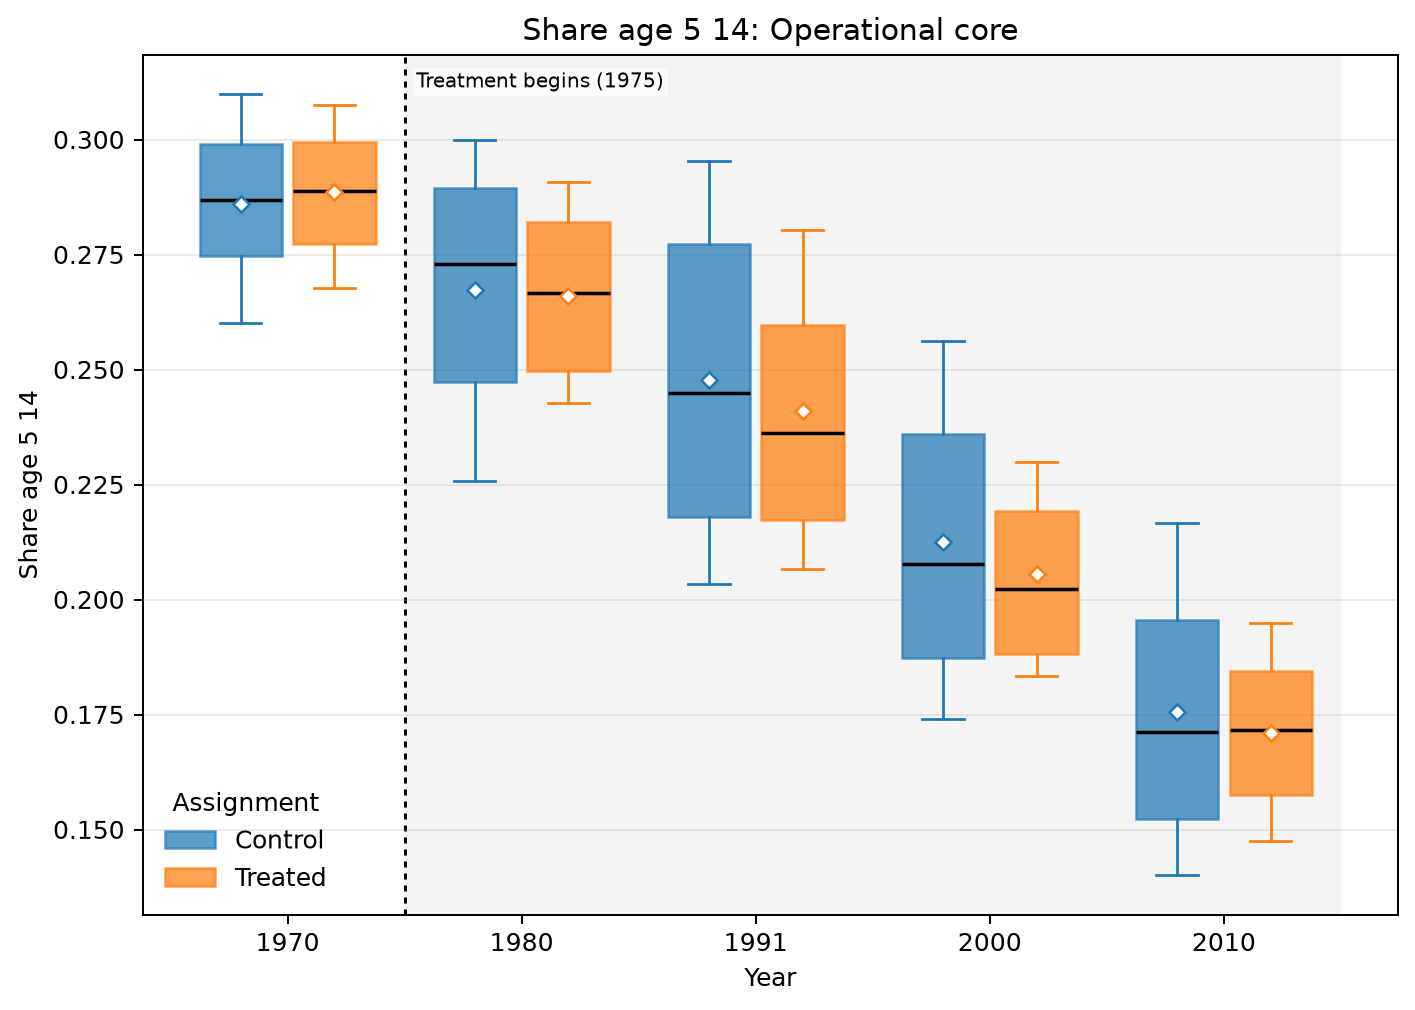 Share age 5 14: Operational core
Treatment begins (1975)
0.300
0.275
0.250
0.225
0.200
0.175
0.150
Share age 5 14
Assignment
Control
Treated
1970
1980
1991
2000
2010
Year